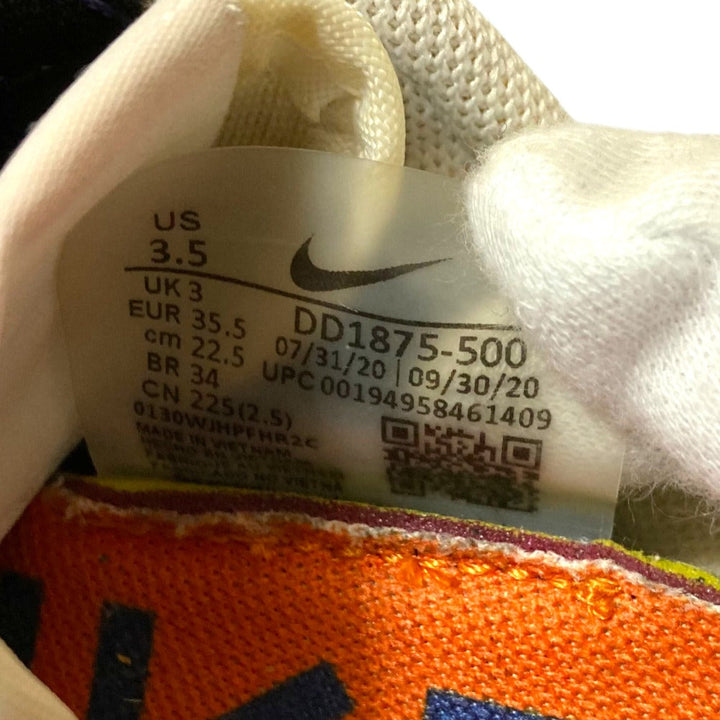 US
3.5
UK 3
EUR 35.5
cm 22.5
BR 34
CN 225(2.5)
DD1875-500
07/31/20 | 09/30/20
UPC 00194958461409
0130WJHPFHR2C
MADE IN VIETNAM